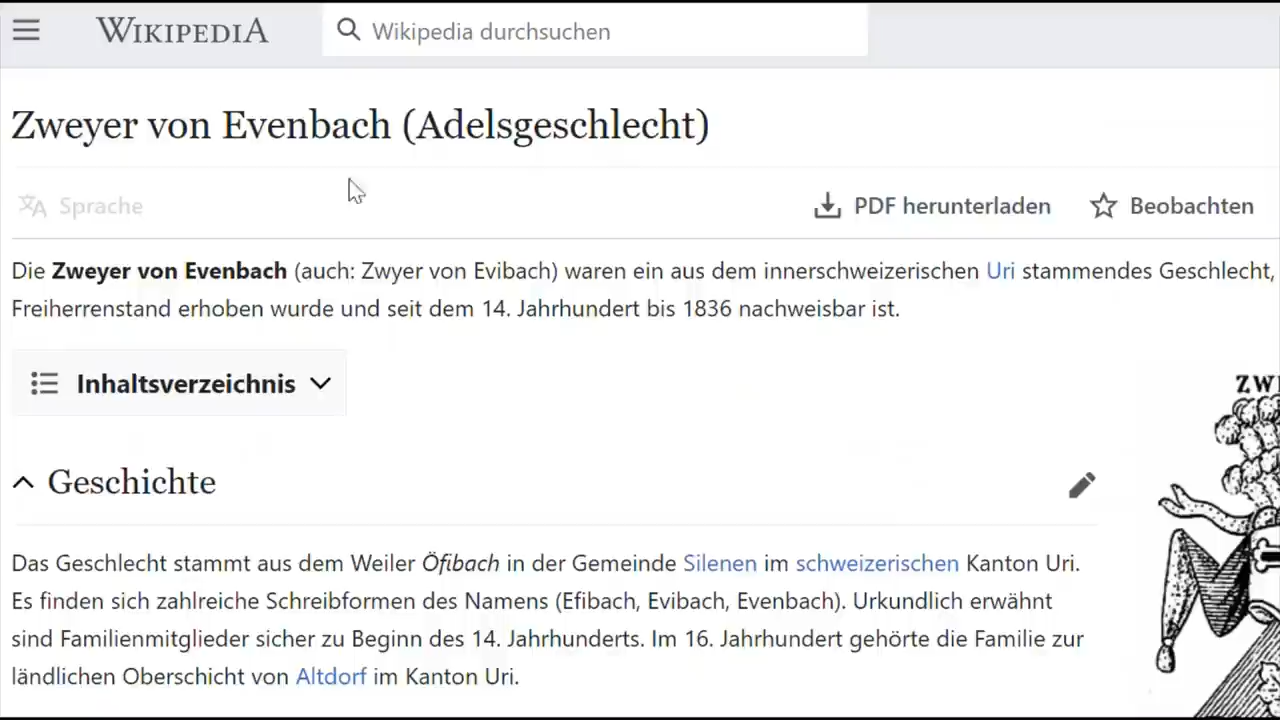 WIKIPEDIA
Wikipedia durchsuchen
Zweyer von Evenbach (Adelsgeschlecht)
Sprache
PDF herunterladen
Beobachten
Die Zweyer von Evenbach (auch: Zwyer von Evibach) waren ein aus dem innerschweizerischen Uri stammendes Geschlecht,
Freiherrenstand erhoben wurde und seit dem 14. Jahrhundert bis 1836 nachweisbar ist.
Inhaltsverzeichnis
ZWE
Geschichte
Das Geschlecht stammt aus dem Weiler Öfibach in der Gemeinde Silenen im schweizerischen Kanton Uri.
Es finden sich zahlreiche Schreibformen des Namens (Efibach, Evibach, Evenbach). Urkundlich erwähnt
sind Familienmitglieder sicher zu Beginn des 14. Jahrhunderts. Im 16. Jahrhundert gehörte die Familie zur
ländlichen Oberschicht von Altdorf im Kanton Uri.